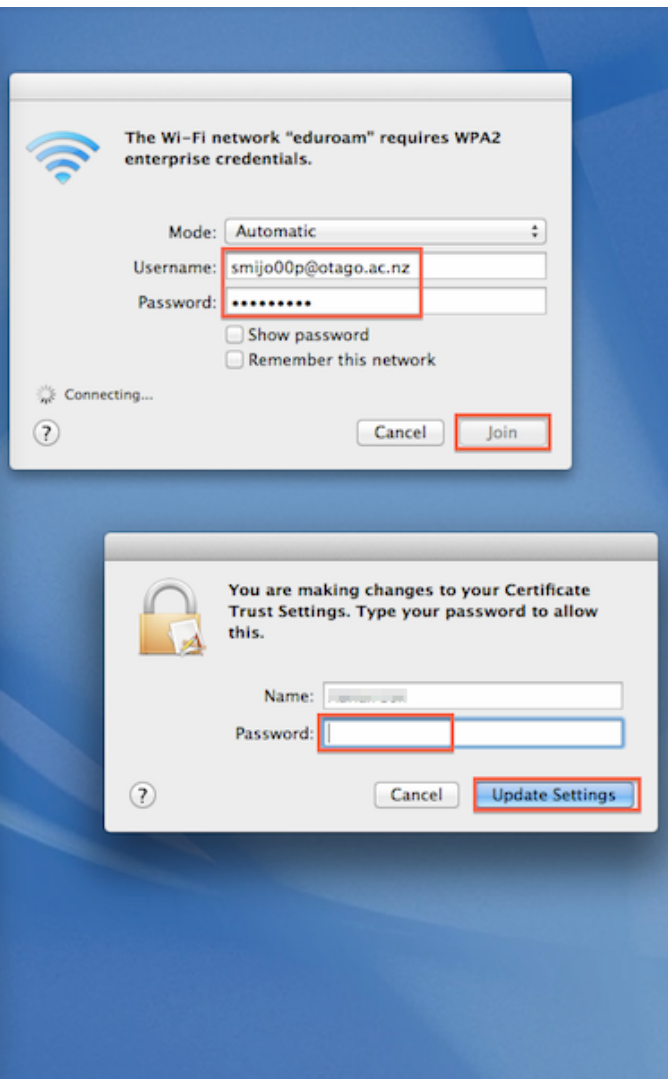 The Wi-Fi network "eduroam" requires WPA2
enterprise credentials.
Mode: Automatic
Username: smijo00p@otago.ac.nz
Password: •••••••••
Show password
Remember this network
Connecting...
? Cancel Join
You are making changes to your Certificate
Trust Settings. Type your password to allow
this.
Name:
Password:
? Cancel Update Settings